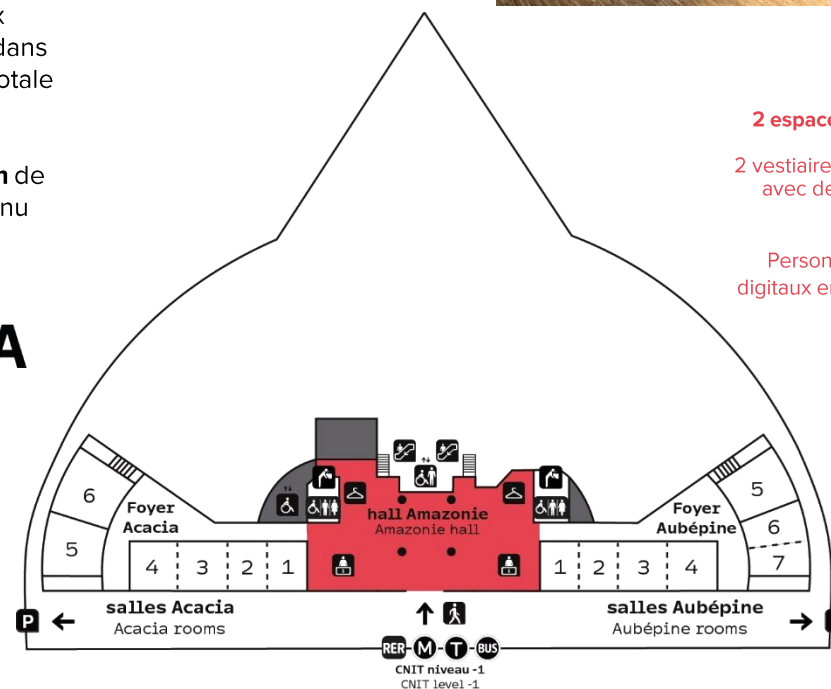 x
dans
otale
n de
nu
A
2 espace
2 vestiaire
avec de
Person
digitaux e
6
5
Foyer
Acacia
4 3 2 1
hall Amazonie
Amazonie hall
Foyer
Aubépine
5
6
7
1 2 3 4
salles Acacia
Acacia rooms
salles Aubépine
Aubépine rooms
P
RER M T BUS
CNIT niveau -1
CNIT level -1